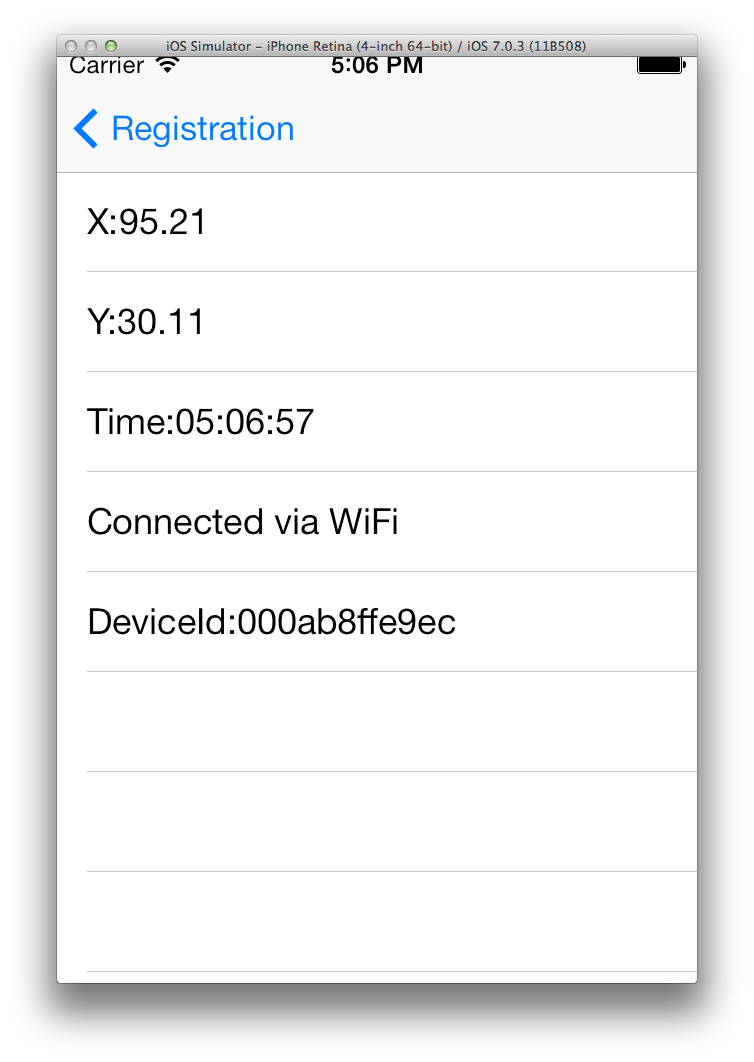 iOS Simulator – iPhone Retina (4-inch 64-bit) / iOS 7.0.3 (11B508)
Carrier 5:06 PM
Registration
X:95.21
Y:30.11
Time:05:06:57
Connected via WiFi
DeviceId:000ab8ffe9ec